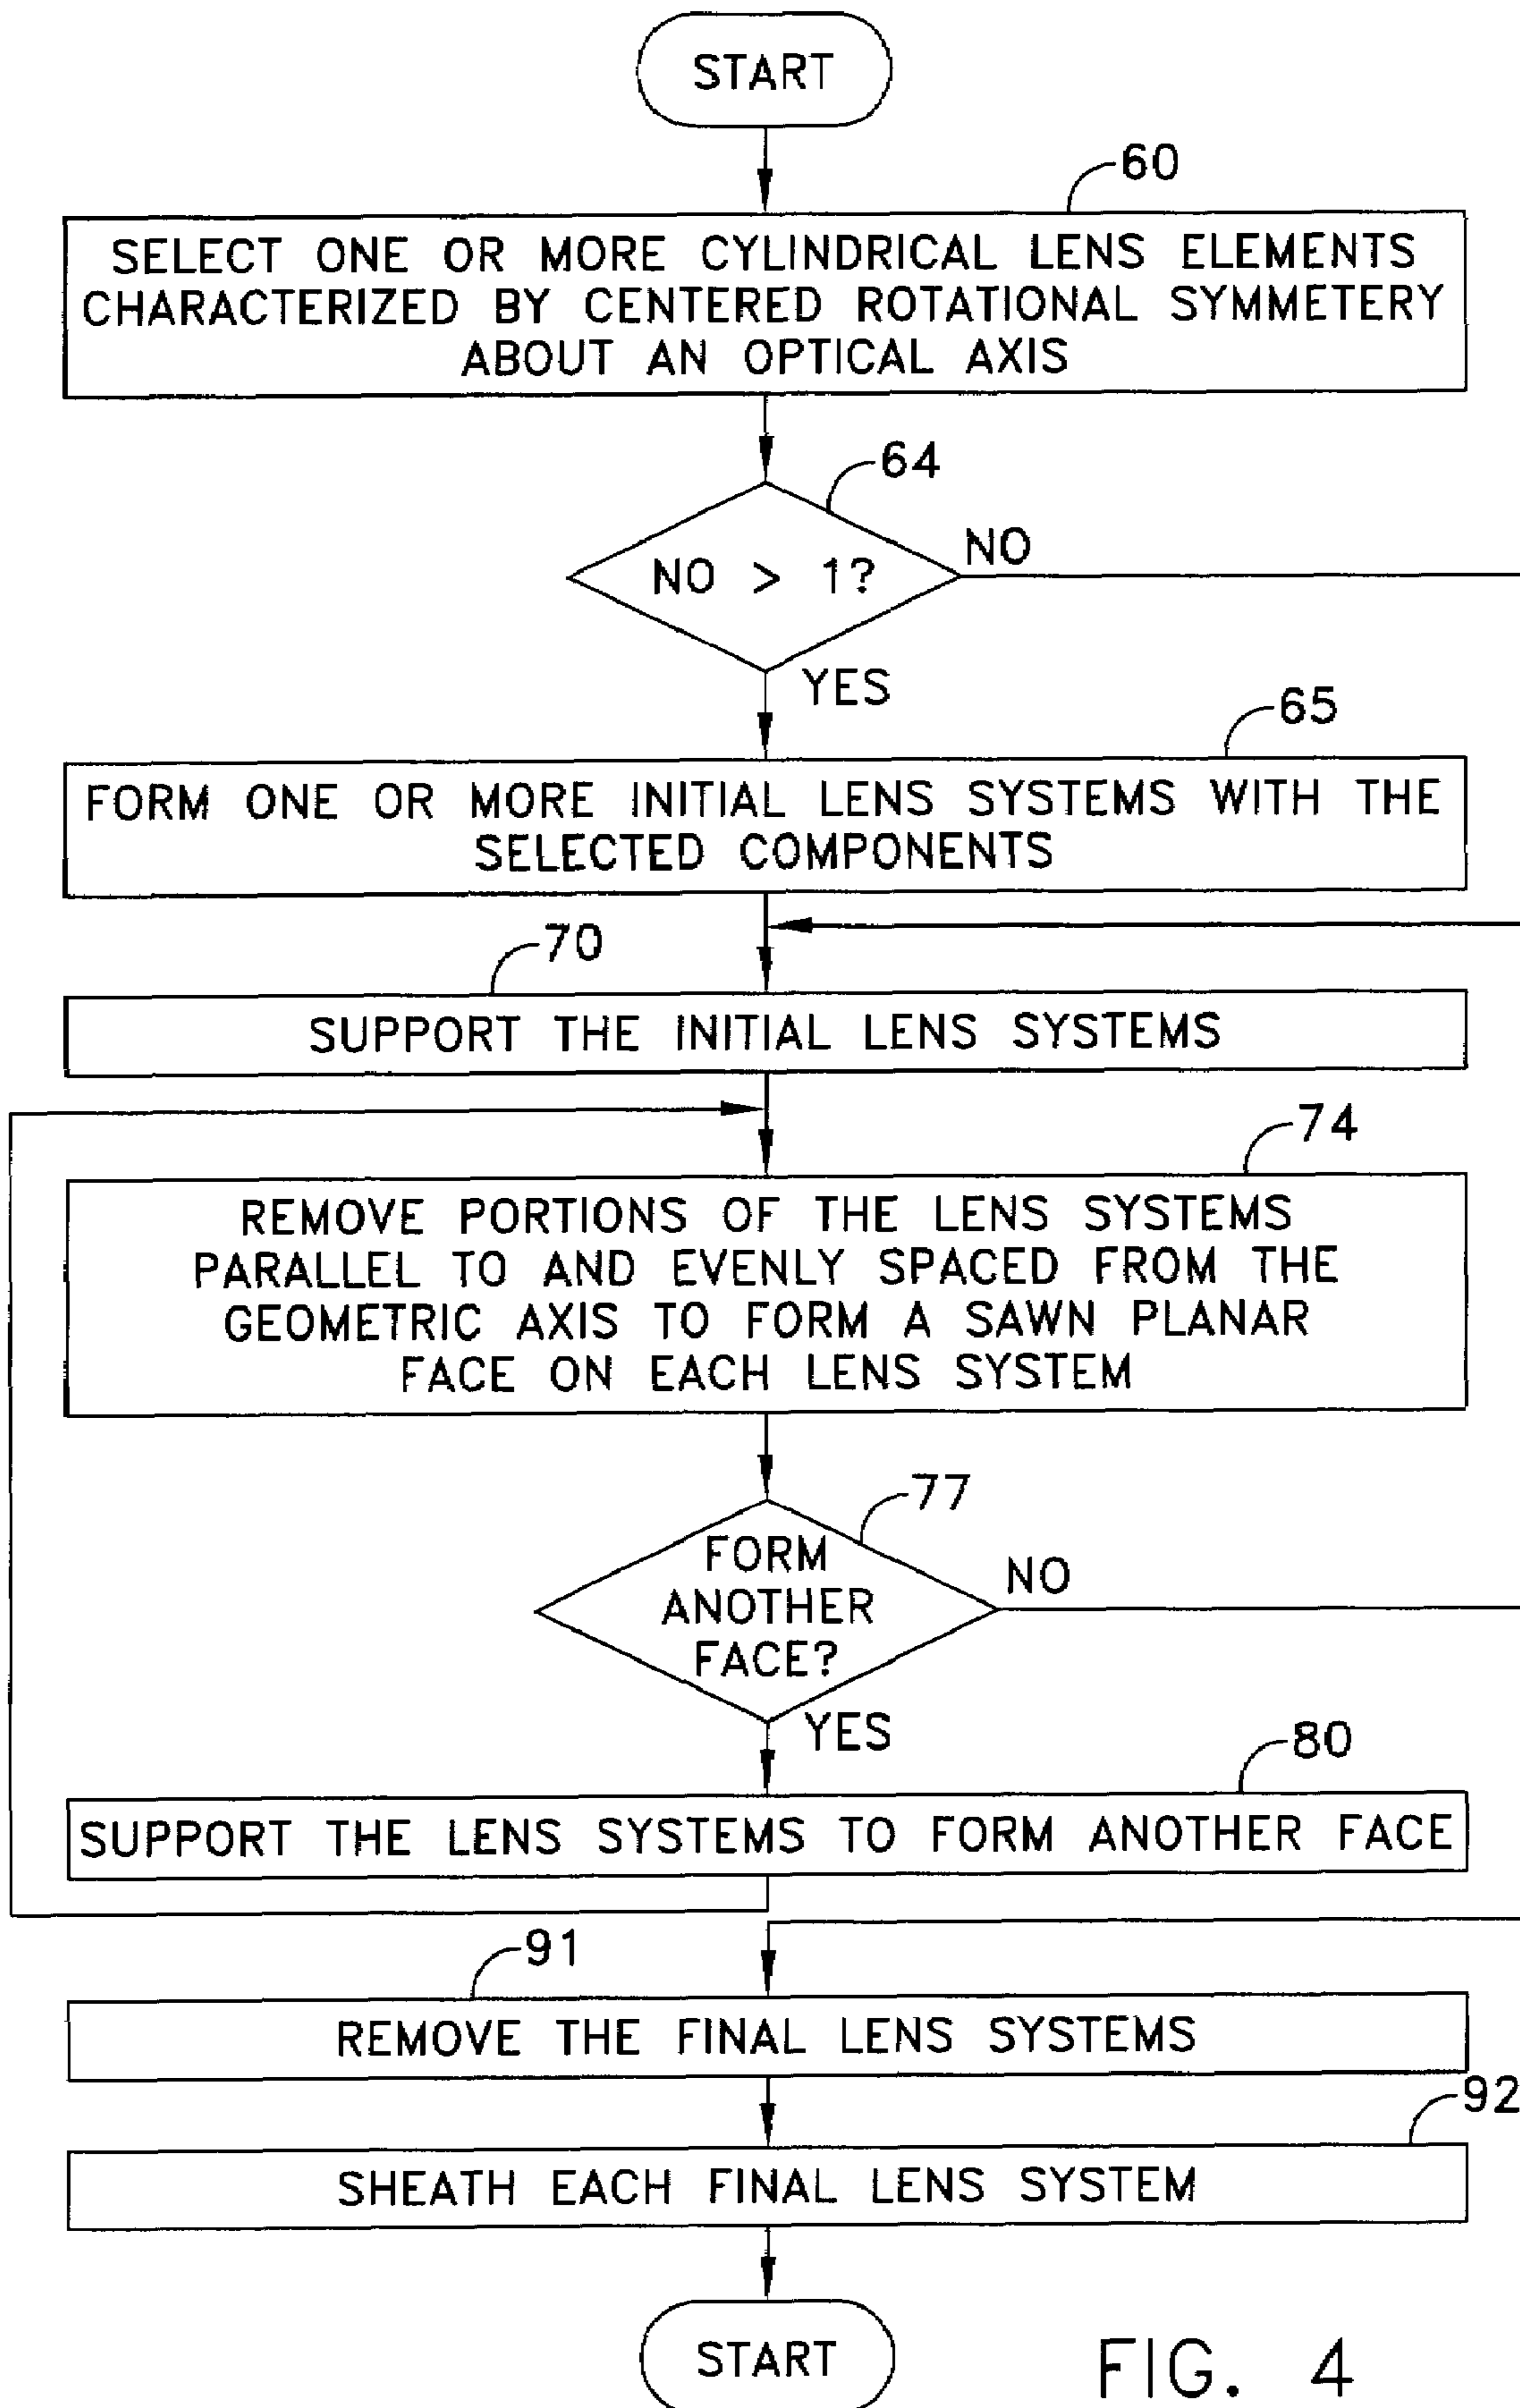 START
60
SELECT ONE OR MORE CYLINDRICAL LENS ELEMENTS
CHARACTERIZED BY CENTERED ROTATIONAL SYMMETERY
ABOUT AN OPTICAL AXIS
64
NO > 1?
NO
YES
65
FORM ONE OR MORE INITIAL LENS SYSTEMS WITH THE
SELECTED COMPONENTS
70
SUPPORT THE INITIAL LENS SYSTEMS
74
REMOVE PORTIONS OF THE LENS SYSTEMS
PARALLEL TO AND EVENLY SPACED FROM THE
GEOMETRIC AXIS TO FORM A SAWN PLANAR
FACE ON EACH LENS SYSTEM
77
FORM
ANOTHER
FACE?
NO
YES
80
SUPPORT THE LENS SYSTEMS TO FORM ANOTHER FACE
91
REMOVE THE FINAL LENS SYSTEMS
92
SHEATH EACH FINAL LENS SYSTEM
START
FIG. 4